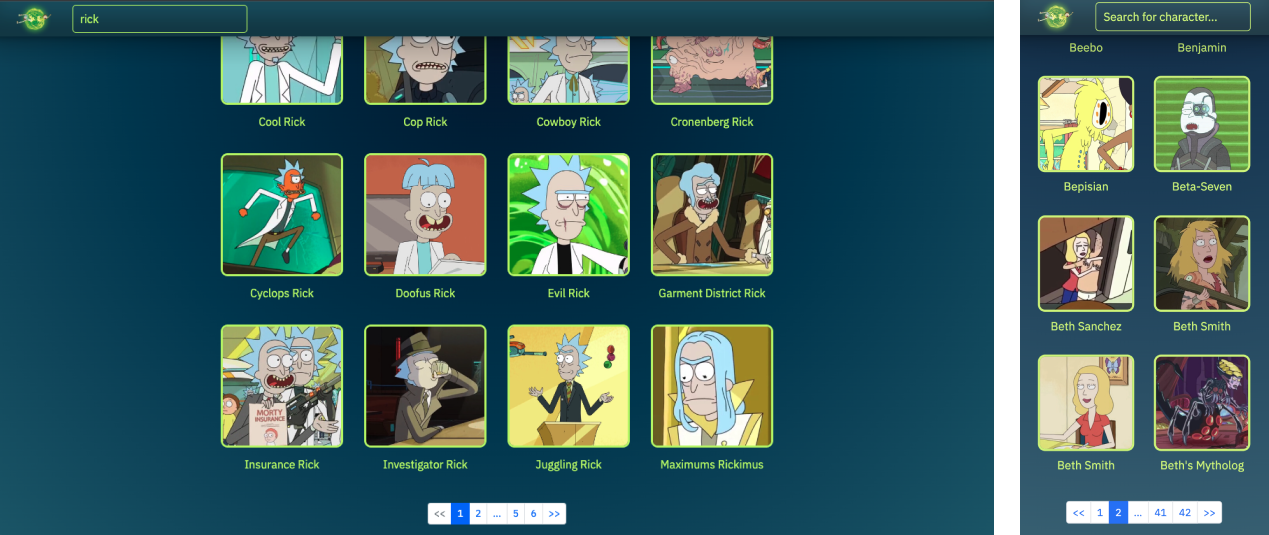 rick
Cool Rick
Cop Rick
Cowboy Rick
Cronenberg Rick
Cyclops Rick
Doofus Rick
Evil Rick
Garment District Rick
MORTY
INSURANCE
Insurance Rick
Investigator Rick
Juggling Rick
Maximums Rickimus
<< 1 2 ... 5 6 >>
Search for character...
Beebo
Benjamin
Bepisian
Beta-Seven
Beth Sanchez
Beth Smith
Beth Smith
Beth's Mytholog
<< 1 2 ... 41 42 >>